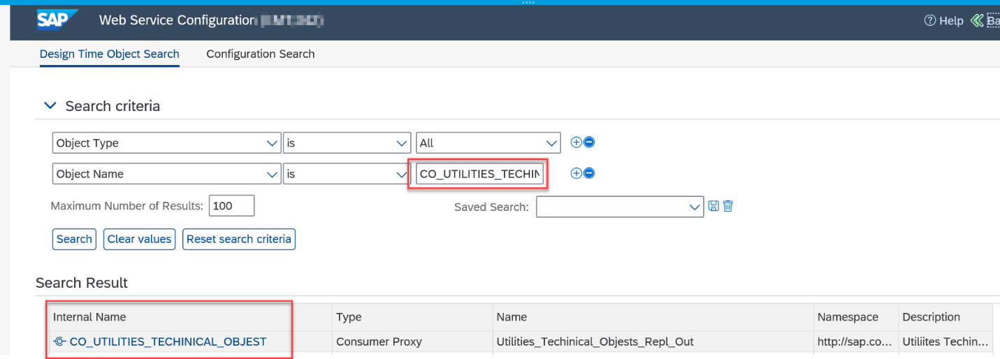 SAP Web Service Configuration Help Ba
Design Time Object Search Configuration Search
Search criteria
Object Type is All
Object Name is CO_UTILITIES_TECHIN
Maximum Number of Results: 100 Saved Search:
Search Clear values Reset search criteria
Search Result
Internal Name Type Name Namespace Description
CO_UTILITIES_TECHINICAL_OBJEST Consumer Proxy Utilities_Techinical_Objests_Repl_Out http://sap.co... Utiliites Techin...